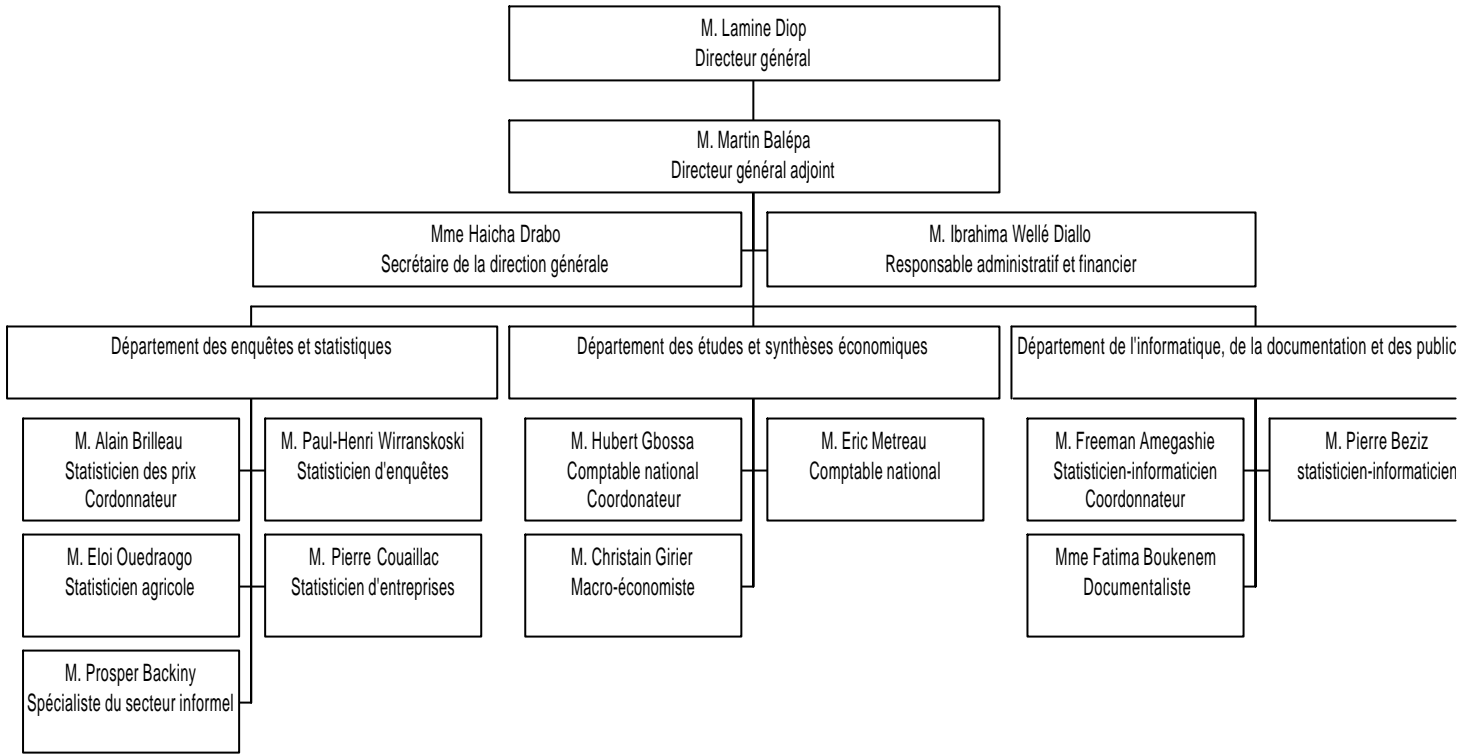 M. Lamine Diop
Directeur général
M. Martin Balépa
Directeur général adjoint
Mme Haicha Drabo
Secrétaire de la direction générale
M. Ibrahima Wellé Diallo
Responsable administratif et financier
Département des enquêtes et statistiques
Département des études et synthèses économiques
Département de l'informatique, de la documentation et des public
M. Alain Brilleau
Statisticien des prix
Cordonnateur
M. Paul-Henri Wirranskoski
Statisticien d'enquêtes
M. Hubert Gbossa
Comptable national
Coordonateur
M. Eric Metreau
Comptable national
M. Freeman Amegashie
Statisticien-informaticien
Coordonnateur
M. Pierre Beziz
statisticien-informaticien
M. Eloi Ouedraogo
Statisticien agricole
M. Pierre Couaillac
Statisticien d'entreprises
M. Christain Girier
Macro-économiste
Mme Fatima Boukenem
Documentaliste
M. Prosper Backiny
Spécialiste du secteur informel